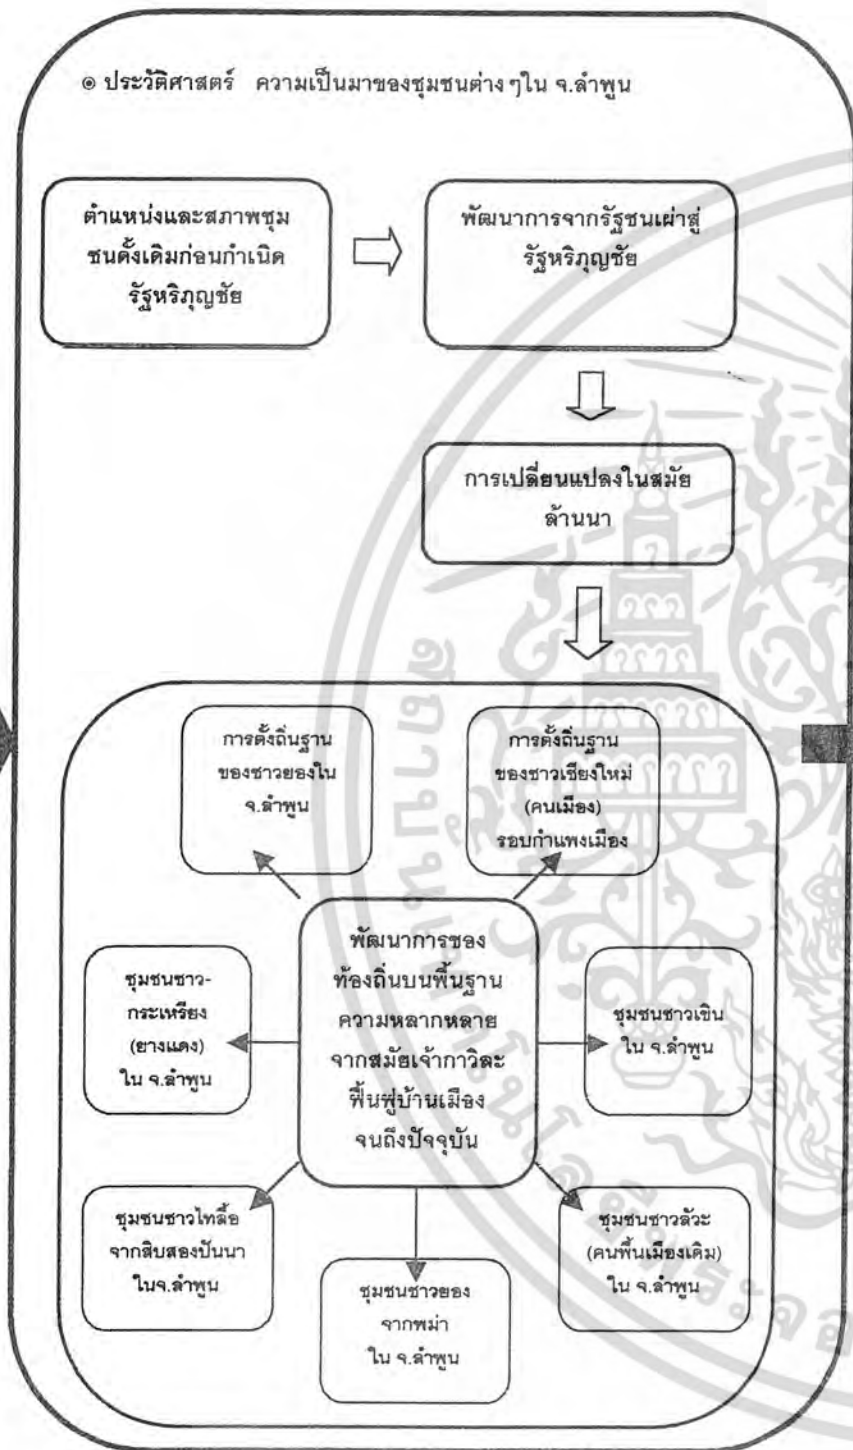 ๏ ประวัติศาสตร์ ความเป็นมาของชุมชนต่าง ๆใน จ.ลำพูน
ตำแหน่งและสภาพชุม
ชนดั้งเดิมก่อนกำเนิด
รัฐหริภุญชัย
พัฒนาการจากรัฐชนเผ่าสู่
รัฐหริภุญชัย
การเปลี่ยนแปลงในสมัย
ล้านนา
การตั้งถิ่นฐาน
ของชาวยองใน
จ.ลำพูน
การตั้งถิ่นฐาน
ของชาวเชียงใหม่
(คนเมือง)
รอบกำแพงเมือง
พัฒนาการของ
ท้องถิ่นบนพื้นฐาน
ความหลากหลาย
จากสมัยเจ้ากาวิละ
ฟื้นฟูบ้านเมือง
จนถึงปัจจุบัน
ชุมชนชาว-
กระเหรียง
(ยางแดง)
ใน จ.ลำพูน
ชุมชนชาวเขิน
ใน จ.ลำพูน
ชุมชนชาวไทลื้อ
จากสิบสองปันนา
ในจ.ลำพูน
ชุมชนชาวยอง
จากพม่า
ใน จ.ลำพูน
ชุมชนชาวลัวะ
(คนพื้นเมืองเดิม)
ใน จ.ลำพูน